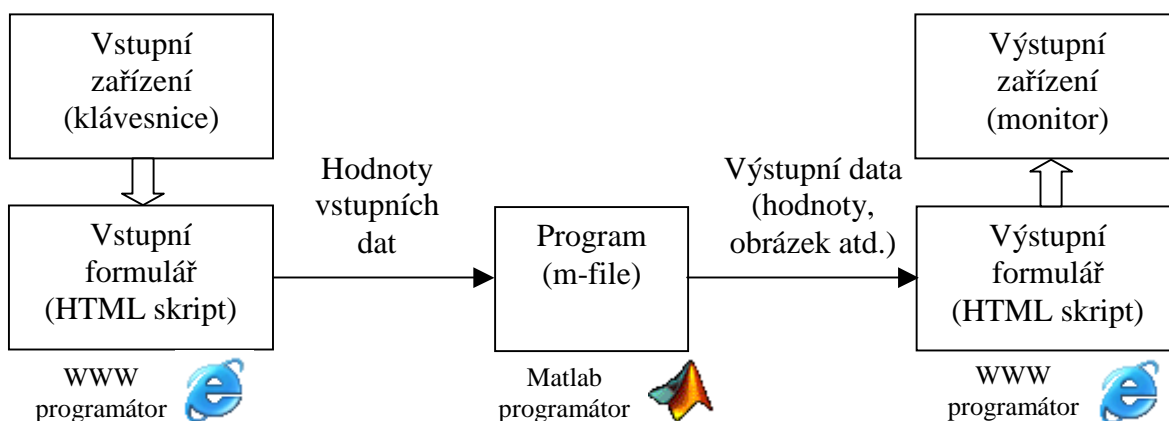 Vstupní
zařízení
(klávesnice)
Výstupní
zařízení
(monitor)
Hodnoty
vstupních
dat
Výstupní data
(hodnoty,
obrázek atd.)
Vstupní
formulář
(HTML skript)
Program
(m-file)
Výstupní
formulář
(HTML skript)
WWW
programátor
Matlab
programátor
WWW
programátor